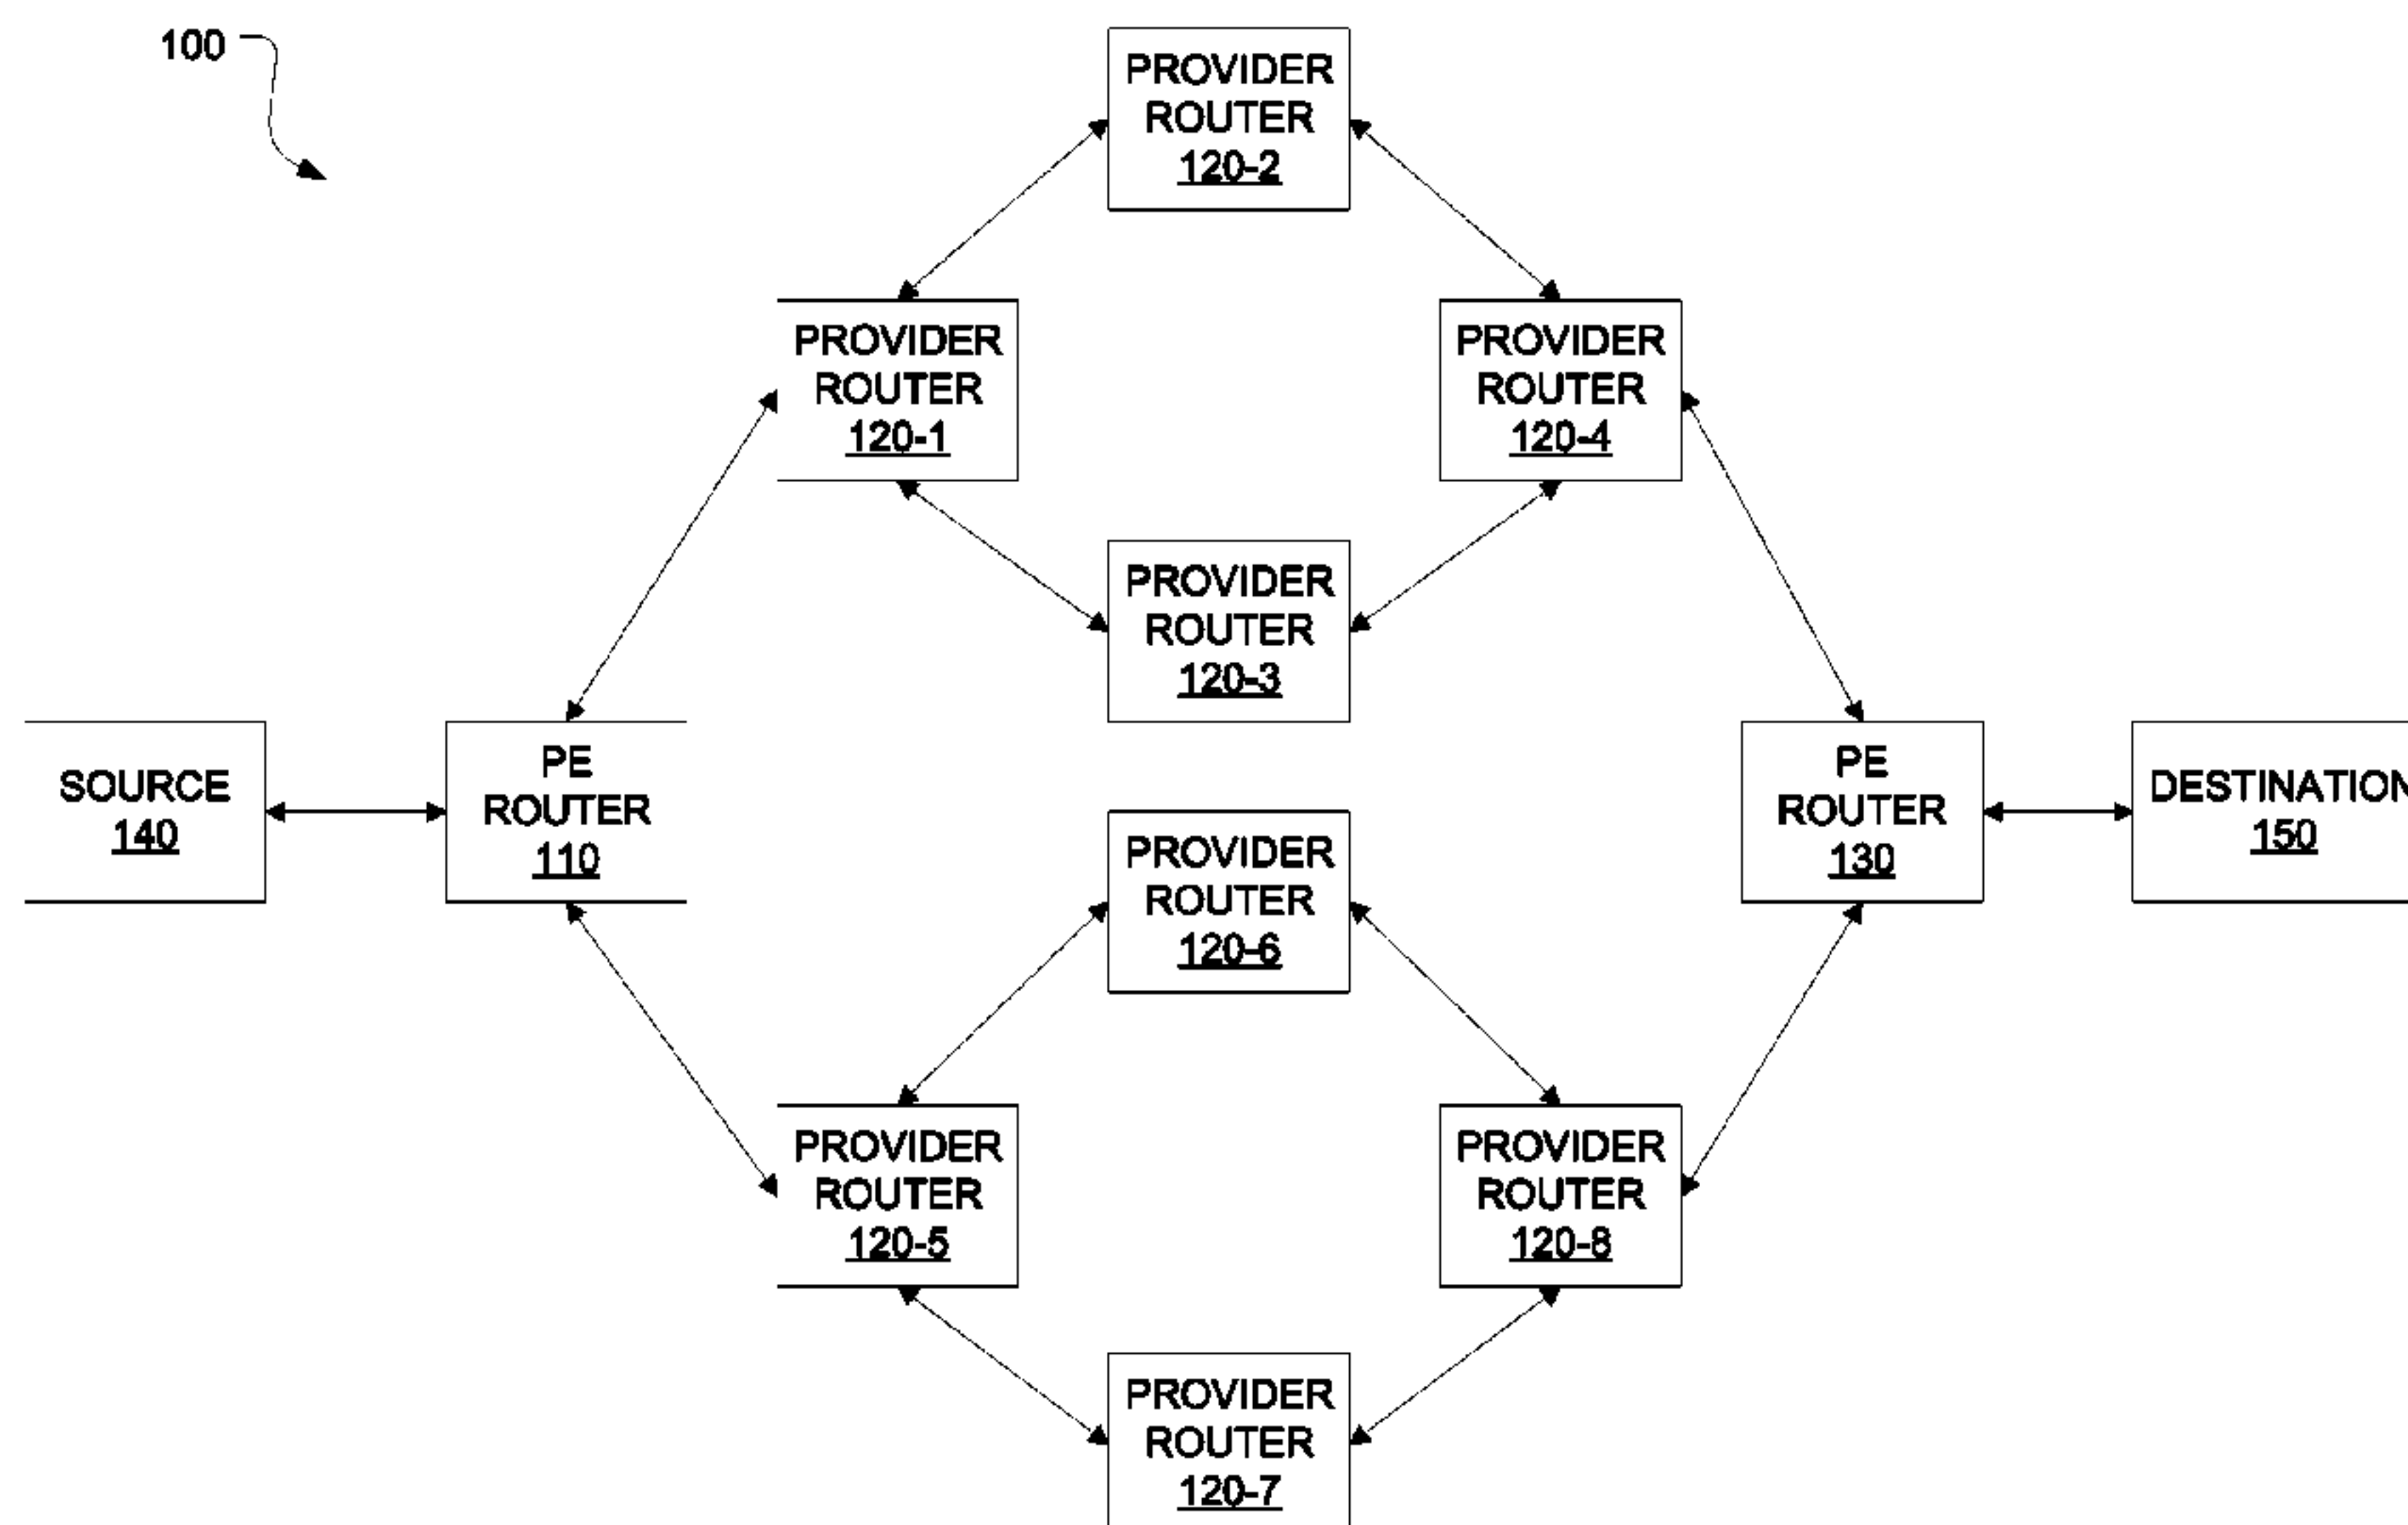 100
PROVIDER
ROUTER
120-2
PROVIDER
ROUTER
120-1
PROVIDER
ROUTER
120-4
PROVIDER
ROUTER
120-3
SOURCE
140
PE
ROUTER
110
PE
ROUTER
130
DESTINATION
150
PROVIDER
ROUTER
120-6
PROVIDER
ROUTER
120-5
PROVIDER
ROUTER
120-8
PROVIDER
ROUTER
120-7